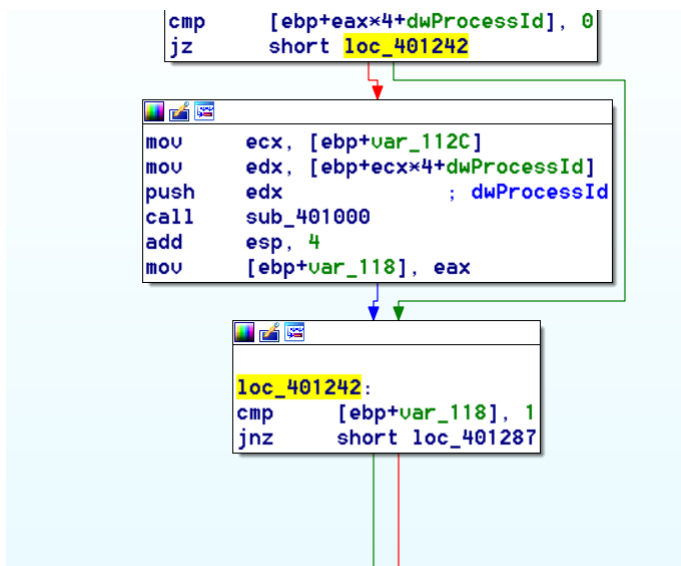 cmp [ebp+eax*4+dwProcessId], 0
jz short loc_401242
mov ecx, [ebp+var_112C]
mov edx, [ebp+ecx*4+dwProcessId]
push edx ; dwProcessId
call sub_401000
add esp, 4
mov [ebp+var_118], eax
loc_401242:
cmp [ebp+var_118], 1
jnz short loc_401287